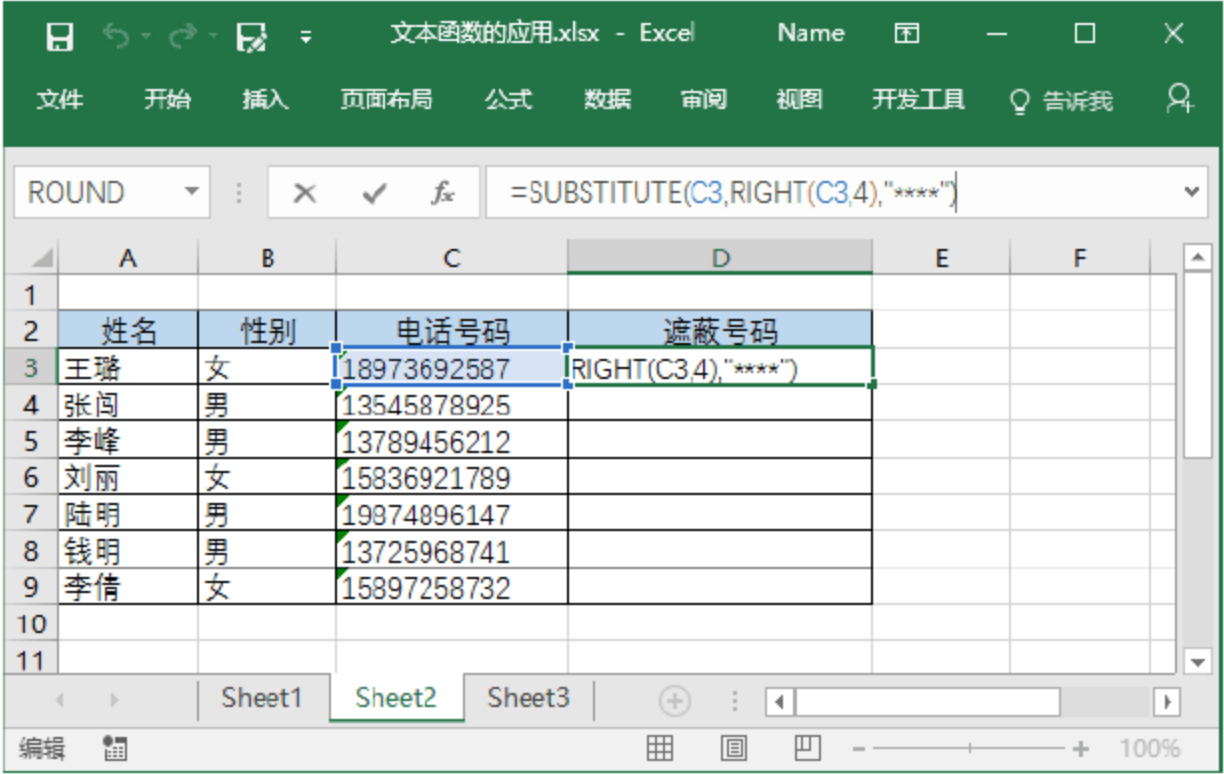 文本函数的应用.xlsx - Excel Name
文件 开始 插入 页面布局 公式 数据 审阅 视图 开发工具 告诉我
ROUND fx =SUBSTITUTE(C3,RIGHT(C3,4),"****")
A B C D E F
1
2 姓名 性别 电话号码 遮蔽号码
3 王璐 女 18973692587 RIGHT(C3,4),"****")
4 张闯 男 13545878925
5 李峰 男 13789456212
6 刘丽 女 15836921789
7 陆明 男 19874896147
8 钱明 男 13725968741
9 李倩 女 15897258732
10
11
Sheet1 Sheet2 Sheet3
编辑 100%